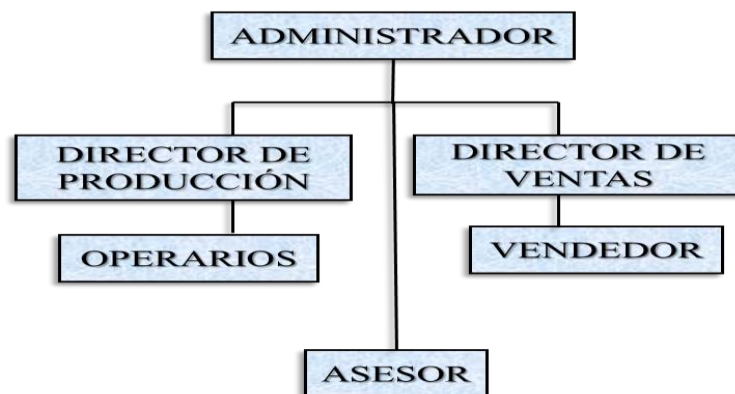 ADMINISTRADOR
DIRECTOR DE
PRODUCCIÓN
DIRECTOR DE
VENTAS
OPERARIOS
VENDEDOR
ASESOR